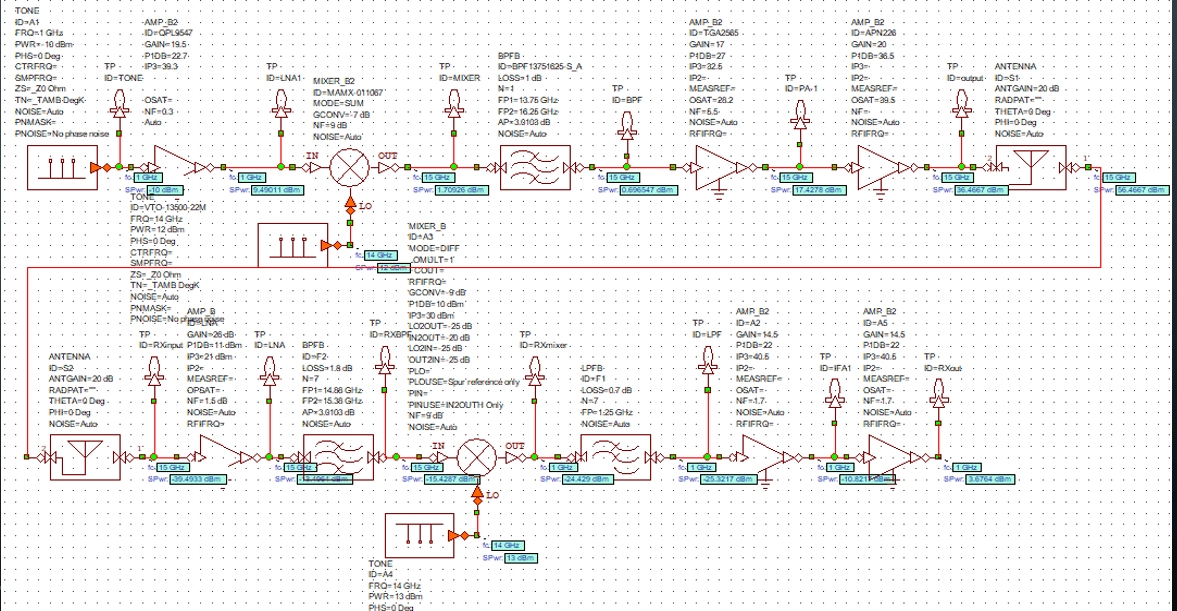 TONE
ID=A1
FRQ=1 GHz
PWR=-10 dBm
PHS=0 Deg
CTRFRQ=
SMPFRQ=
ZS=_Z0 Ohm
TN=_TAMB DegK
NOISE=Auto
PNMASK=
PNOISE=No phase noise
TP
ID=TONE
AMP_B2
ID=QPL9547
GAIN=19.5
P1DB=22.7
IP3=39.3
OSAT=
NF=0.3
Auto
TP
ID=LNA1
MIXER_B2
ID=MAMX-011067
MODE=SUM
GCONV=-7 dB
NF=9 dB
NOISE=Auto
TP
ID=MIXER
BPFB
ID=BPF13751625-S_A
LOSS=1 dB
N=1
FP1=13.75 GHz
FP2=16.25 GHz
AP=3.0103 dB
NOISE=Auto
TP
ID=BPF
AMP_B2
ID=TGA2565
GAIN=17
P1DB=27
IP3=32.5
IP2=
MEASREF=
OSAT=28.2
NF=5.5
NOISE=Auto
RFIFRQ=
TP
ID=PA-1
AMP_B2
ID=APN226
GAIN=20
P1DB=36.5
IP3=
IP2=
MEASREF=
OSAT=39.5
NF=
NOISE=Auto
RFIFRQ=
TP
ID=output
ANTENNA
ID=S1
ANTGAIN=20 dB
RADPAT=""
THETA=0 Deg
PHI=0 Deg
NOISE=Auto
IN
OUT
LO
2
1
fc: 1 GHz
SPwr: -10 dBm
fc: 1 GHz
SPwr: 9.49011 dBm
fc: 15 GHz
SPwr: 1.70926 dBm
fc: 15 GHz
SPwr: 0.696547 dBm
fc: 15 GHz
SPwr: 17.4278 dBm
fc: 15 GHz
SPwr: 36.4667 dBm
fc: 15 GHz
SPwr: 56.4667 dBm
TONE
ID=VTO-13500-22M
FRQ=14 GHz
PWR=12 dBm
PHS=0 Deg
CTRFRQ=
SMPFRQ=
ZS=_Z0 Ohm
TN=_TAMB DegK
NOISE=Auto
PNMASK=
PNOISE=No phase noise
fc: 14 GHz
SPwr: 12 dBm
MIXER_B
ID=A3
MODE=DIFF
LOMULT=1
COUT=
RFIFRQ=
GCONV=-9 dB
P1DB=10 dBm
IP3=30 dBm
LO2OUT=-25 dB
IN2OUT=-20 dB
LO2IN=-25 dB
OUT2IN=-25 dB
PLO=
PLOUSE=Spur reference only
PIN=
PINUSE=IN2OUTH Only
NF=9 dB
NOISE=Auto
ANTENNA
ID=S2
ANTGAIN=20 dB
RADPAT=""
THETA=0 Deg
PHI=0 Deg
NOISE=Auto
TP
ID=RXinput
AMP_B
ID=LNA
GAIN=26 dB
P1DB=11 dBm
IP3=21 dBm
IP2=
MEASREF=
OPSAT=
NF=1.5 dB
NOISE=Auto
RFIFRQ=
TP
ID=LNA
BPFB
ID=F2
LOSS=1.8 dB
N=7
FP1=14.88 GHz
FP2=15.38 GHz
AP=3.0103 dB
NOISE=Auto
TP
ID=RXBPF
TP
ID=RXmixer
LPFB
ID=F1
LOSS=0.7 dB
N=7
FP=1.25 GHz
NOISE=Auto
TP
ID=LPF
AMP_B2
ID=A2
GAIN=14.5
P1DB=22
IP3=40.5
IP2=
MEASREF=
OSAT=
NF=1.7
NOISE=Auto
RFIFRQ=
TP
ID=IFA1
AMP_B2
ID=A5
GAIN=14.5
P1DB=22
IP3=40.5
IP2=
MEASREF=
OSAT=
NF=1.7
NOISE=Auto
RFIFRQ=
TP
ID=RXout
IN
OUT
LO
fc: 15 GHz
SPwr: -39.4933 dBm
fc: 15 GHz
fc: 15 GHz
SPwr: -15.4287 dBm
fc: 1 GHz
SPwr: -24.429 dBm
fc: 1 GHz
SPwr: -25.3217 dBm
fc: 1 GHz
SPwr: -10.821 dBm
fc: 1 GHz
SPwr: 3.6764 dBm
fc: 14 GHz
SPwr: 13 dBm
TONE
ID=A4
FRQ=14 GHz
PWR=13 dBm
PHS=0 Deg